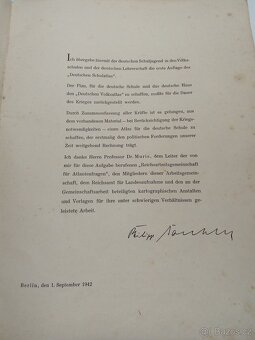 Ich übergebe hiermit der deutschen Schuljugend in den Volks-
schulen und der deutschen Lehrerschaft die erste Auflage des
„Deutschen Schulatlas“.
Der Plan, für die deutsche Schule und das deutsche Haus
den „Deutschen Volksatlas“ zu schaffen, mußte für die Dauer
des Krieges zurückgestellt werden.
Durch Zusammenfassung aller Kräfte ist es gelungen, aus
dem vorhandenen Material – bei Berücksichtigung der Kriegs-
notwendigkeiten – einen Atlas für die deutsche Schule zu
schaffen, der erstmalig den politischen Forderungen unserer
Zeit weitgehend Rechnung trägt.
Ich danke Herrn Professor Dr. Muris, dem Leiter der von
mir für diese Aufgabe berufenen „Reichsarbeitsgemeinschaft
für Atlantenfragen“, den Mitgliedern dieser Arbeitsgemein-
schaft, dem Reichsamt für Landesaufnahme und den an der
Gemeinschaftsarbeit beteiligten kartographischen Anstalten
und Verlagen für ihre unter schwierigen Verhältnissen ge-
leistete Arbeit.
Berlin, den 1. September 1942